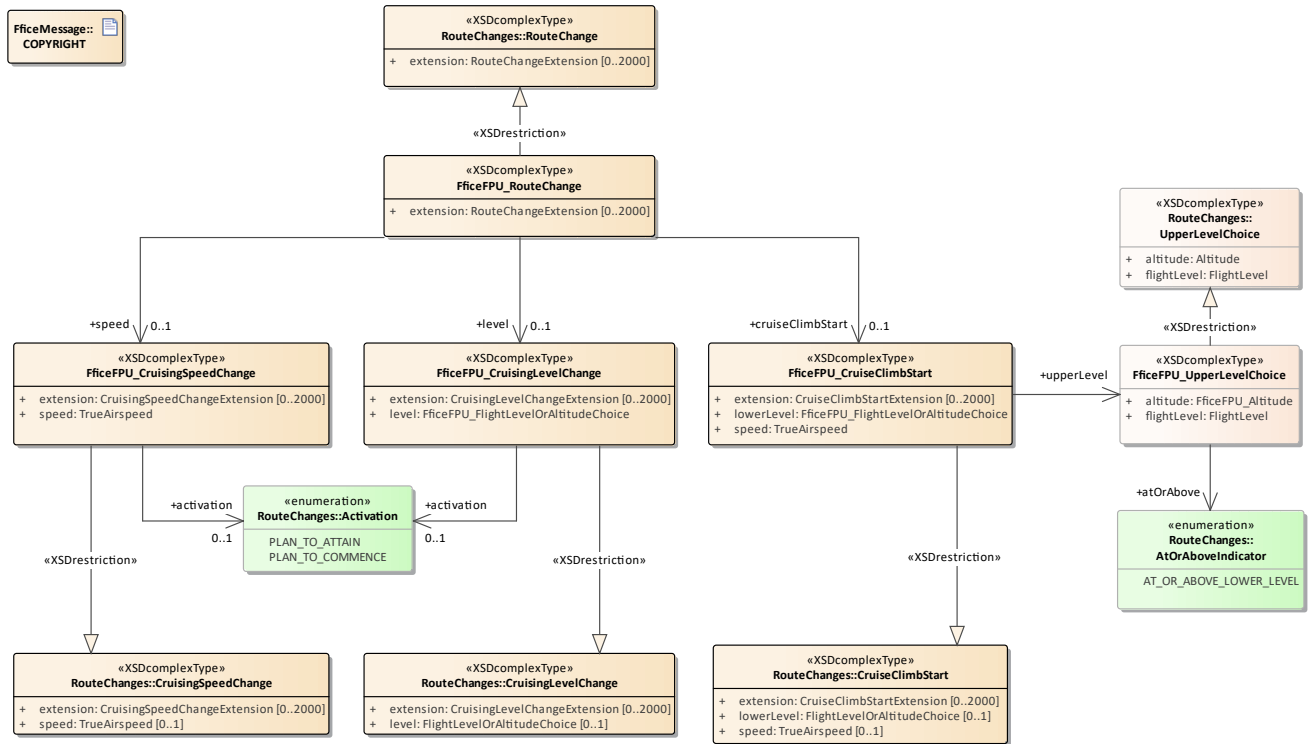 FficeMessage::
COPYRIGHT
«XSDcomplexType»
RouteChanges::RouteChange
+ extension: RouteChangeExtension [0..2000]
«XSDrestriction»
«XSDcomplexType»
FficeFPU_RouteChange
+ extension: RouteChangeExtension [0..2000]
«XSDcomplexType»
RouteChanges::
UpperLevelChoice
+ altitude: Altitude
+ flightLevel: FlightLevel
«XSDrestriction»
+speed 0..1
+level 0..1
+cruiseClimbStart 0..1
«XSDcomplexType»
FficeFPU_CruisingSpeedChange
+ extension: CruisingSpeedChangeExtension [0..2000]
+ speed: TrueAirspeed
«XSDcomplexType»
FficeFPU_CruisingLevelChange
+ extension: CruisingLevelChangeExtension [0..2000]
+ level: FficeFPU_FlightLevelOrAltitudeChoice
«XSDcomplexType»
FficeFPU_CruiseClimbStart
+ extension: CruiseClimbStartExtension [0..2000]
+ lowerLevel: FficeFPU_FlightLevelOrAltitudeChoice
+ speed: TrueAirspeed
+upperLevel
«XSDcomplexType»
FficeFPU_UpperLevelChoice
+ altitude: FficeFPU_Altitude
+ flightLevel: FlightLevel
+activation
0..1
«enumeration»
RouteChanges::Activation
PLAN_TO_ATTAIN
PLAN_TO_COMMENCE
+activation
0..1
+atOrAbove
«enumeration»
RouteChanges::
AtOrAboveIndicator
AT_OR_ABOVE_LOWER_LEVEL
«XSDrestriction»
«XSDrestriction»
«XSDrestriction»
«XSDcomplexType»
RouteChanges::CruisingSpeedChange
+ extension: CruisingSpeedChangeExtension [0..2000]
+ speed: TrueAirspeed [0..1]
«XSDcomplexType»
RouteChanges::CruisingLevelChange
+ extension: CruisingLevelChangeExtension [0..2000]
+ level: FlightLevelOrAltitudeChoice [0..1]
«XSDcomplexType»
RouteChanges::CruiseClimbStart
+ extension: CruiseClimbStartExtension [0..2000]
+ lowerLevel: FlightLevelOrAltitudeChoice [0..1]
+ speed: TrueAirspeed [0..1]